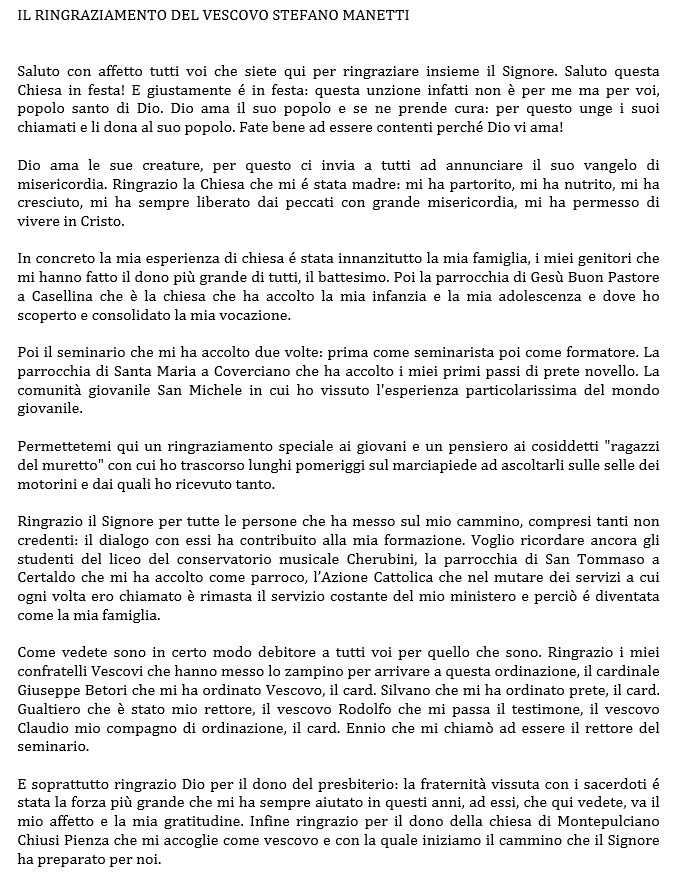 IL RINGRAZIAMENTO DEL VESCOVO STEFANO MANETTI
Saluto con affetto tutti voi che siete qui per ringraziare insieme il Signore. Saluto questa
Chiesa in festa! E giustamente é in festa: questa unzione infatti non è per me ma per voi,
popolo santo di Dio. Dio ama il suo popolo e se ne prende cura: per questo unge i suoi
chiamati e li dona al suo popolo. Fate bene ad essere contenti perché Dio vi ama!
Dio ama le sue creature, per questo ci invia a tutti ad annunciare il suo vangelo di
misericordia. Ringrazio la Chiesa che mi é stata madre: mi ha partorito, mi ha nutrito, mi ha
cresciuto, mi ha sempre liberato dai peccati con grande misericordia, mi ha permesso di
vivere in Cristo.
In concreto la mia esperienza di chiesa é stata innanzitutto la mia famiglia, i miei genitori che
mi hanno fatto il dono più grande di tutti, il battesimo. Poi la parrocchia di Gesù Buon Pastore
a Casellina che è la chiesa che ha accolto la mia infanzia e la mia adolescenza e dove ho
scoperto e consolidato la mia vocazione.
Poi il seminario che mi ha accolto due volte: prima come seminarista poi come formatore. La
parrocchia di Santa Maria a Coverciano che ha accolto i miei primi passi di prete novello. La
comunità giovanile San Michele in cui ho vissuto l'esperienza particolarissima del mondo
giovanile.
Permettetemi qui un ringraziamento speciale ai giovani e un pensiero ai cosiddetti "ragazzi
del muretto" con cui ho trascorso lunghi pomeriggi sul marciapiede ad ascoltarli sulle selle dei
motorini e dai quali ho ricevuto tanto.
Ringrazio il Signore per tutte le persone che ha messo sul mio cammino, compresi tanti non
credenti: il dialogo con essi ha contribuito alla mia formazione. Voglio ricordare ancora gli
studenti del liceo del conservatorio musicale Cherubini, la parrocchia di San Tommaso a
Certaldo che mi ha accolto come parroco, l’Azione Cattolica che nel mutare dei servizi a cui
ogni volta ero chiamato è rimasta il servizio costante del mio ministero e perciò é diventata
come la mia famiglia.
Come vedete sono in certo modo debitore a tutti voi per quello che sono. Ringrazio i miei
confratelli Vescovi che hanno messo lo zampino per arrivare a questa ordinazione, il cardinale
Giuseppe Betori che mi ha ordinato Vescovo, il card. Silvano che mi ha ordinato prete, il card.
Gualtiero che è stato mio rettore, il vescovo Rodolfo che mi passa il testimone, il vescovo
Claudio mio compagno di ordinazione, il card. Ennio che mi chiamò ad essere il rettore del
seminario.
E soprattutto ringrazio Dio per il dono del presbiterio: la fraternità vissuta con i sacerdoti é
stata la forza più grande che mi ha sempre aiutato in questi anni, ad essi, che qui vedete, va il
mio affetto e la mia gratitudine. Infine ringrazio per il dono della chiesa di Montepulciano
Chiusi Pienza che mi accoglie come vescovo e con la quale iniziamo il cammino che il Signore
ha preparato per noi.